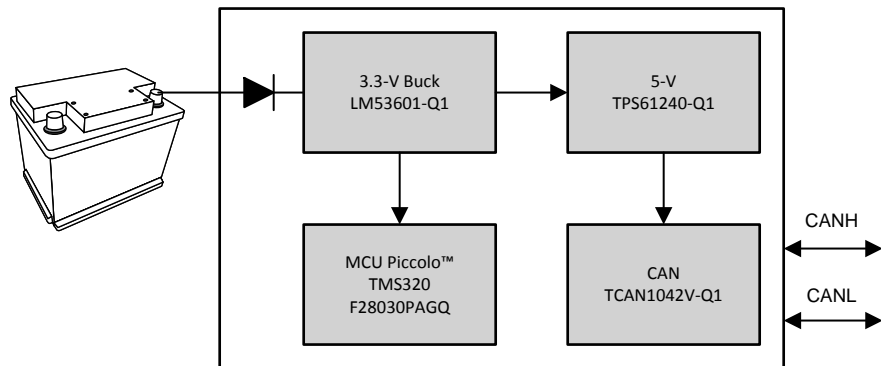 3.3-V Buck
LM53601-Q1
5-V
TPS61240-Q1
MCU Piccolo™
TMS320
F28030PAGQ
CAN
TCAN1042V-Q1
CANH
CANL